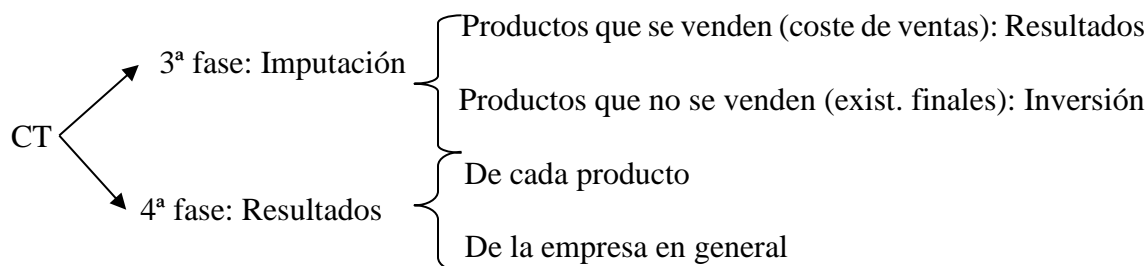 Productos que se venden (coste de ventas): Resultados
3ª fase: Imputación
Productos que no se venden (exist. finales): Inversión
CT
De cada producto
4ª fase: Resultados
De la empresa en general